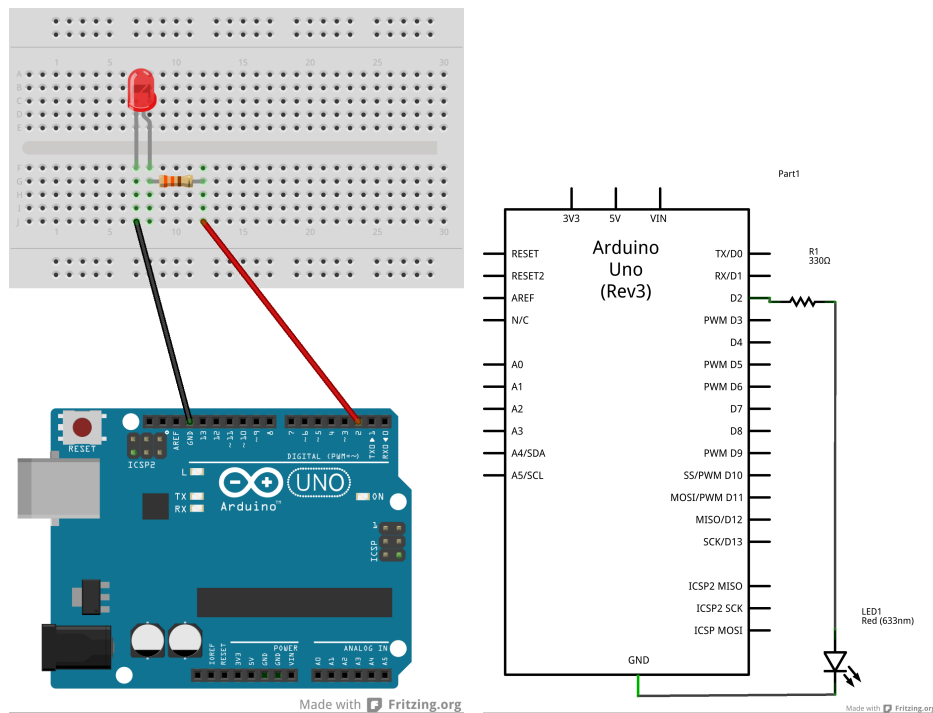 1 5 10 15 20 25 30
A
B
C
D
E
F
G
H
I
J
1 5 10 15 20 25 30
RESET
ICSP2
AREF
GND
13
12
~11
~10
~9
8
7
~6
~5
4
~3
2
TX0▶1
RX0◀0
DIGITAL (PWM=~)
L
TX
RX
UNO
Arduino™
ON
1
ICSP
POWER
ANALOG IN
IOREF
RESET
3V3
5V
GND
GND
VIN
A0
A1
A2
A3
A4
A5
Made with Fritzing.org
Part1
3V3 5V VIN
Arduino
Uno
(Rev3)
RESET
RESET2
AREF
N/C
A0
A1
A2
A3
A4/SDA
A5/SCL
TX/D0
RX/D1
D2
PWM D3
D4
PWM D5
PWM D6
D7
D8
PWM D9
SS/PWM D10
MOSI/PWM D11
MISO/D12
SCK/D13
ICSP2 MISO
ICSP2 SCK
ICSP MOSI
GND
R1
330Ω
LED1
Red (633nm)
Made with Fritzing.org